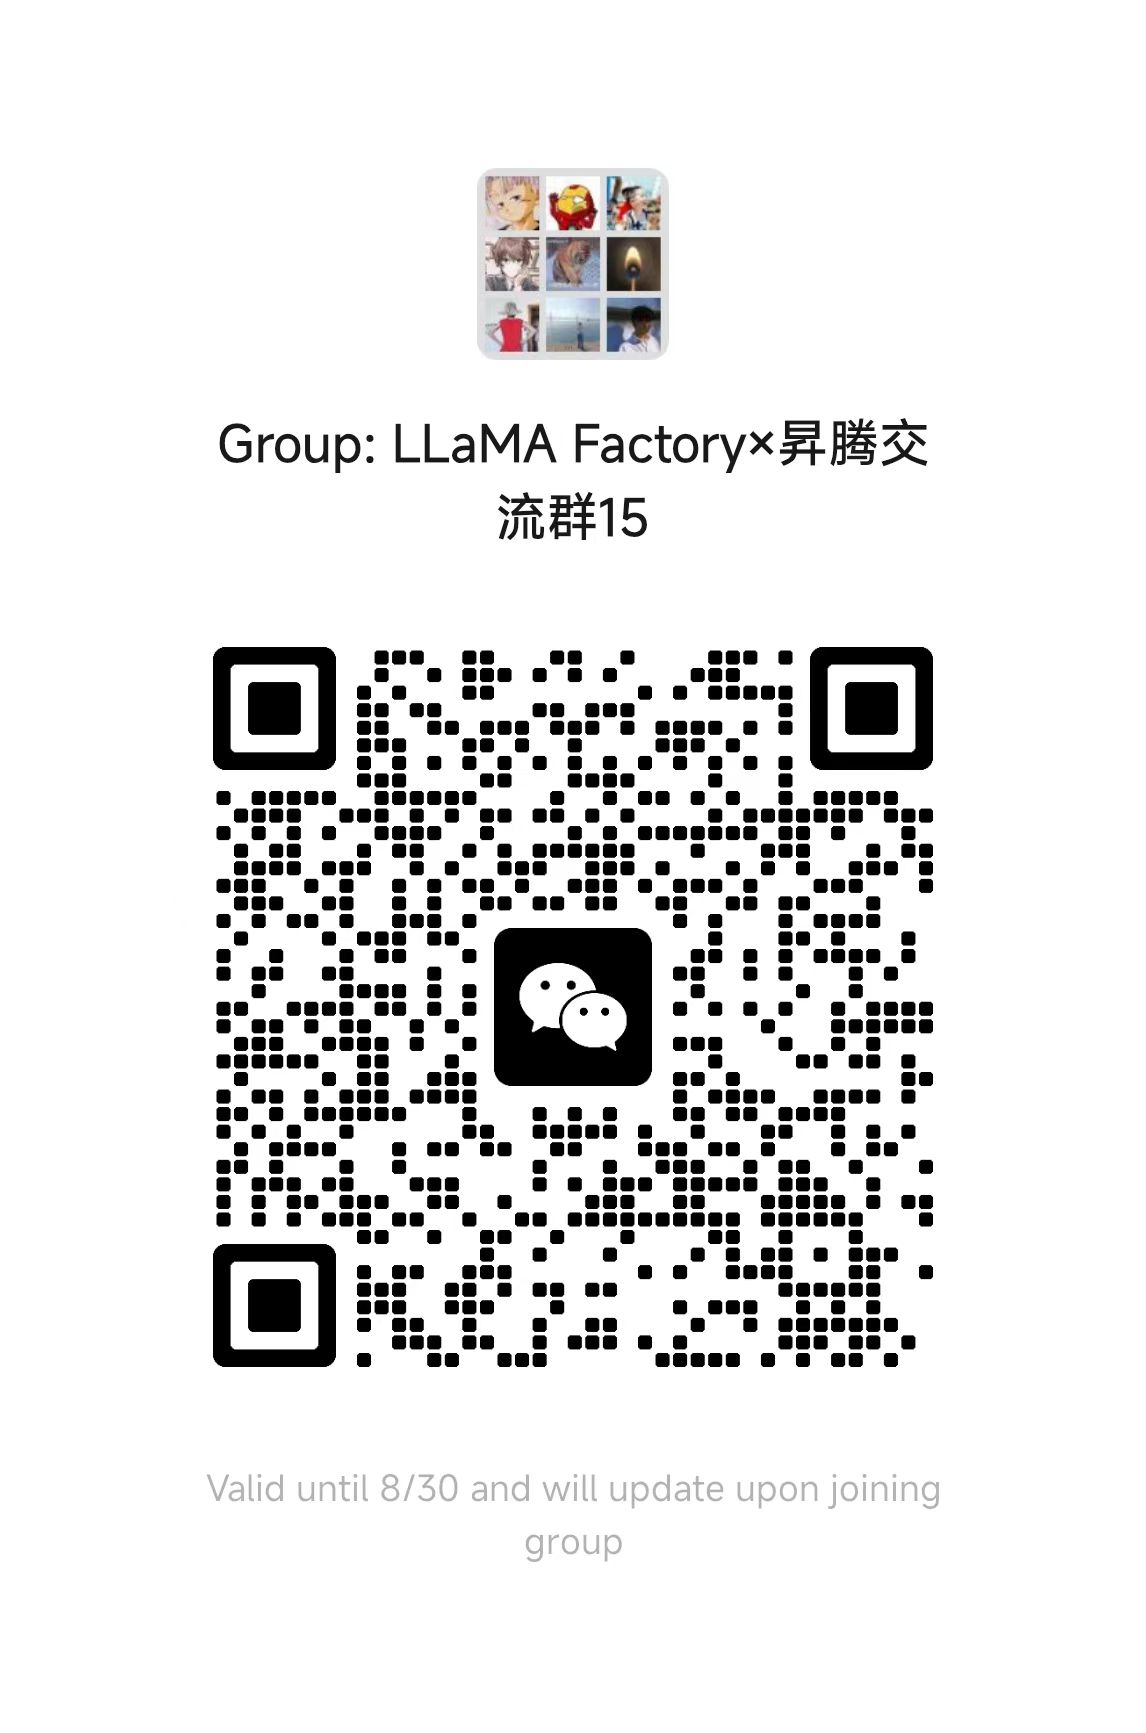 Group: LLaMA Factory×昇腾交
流群15
Valid until 8/30 and will update upon joining
group